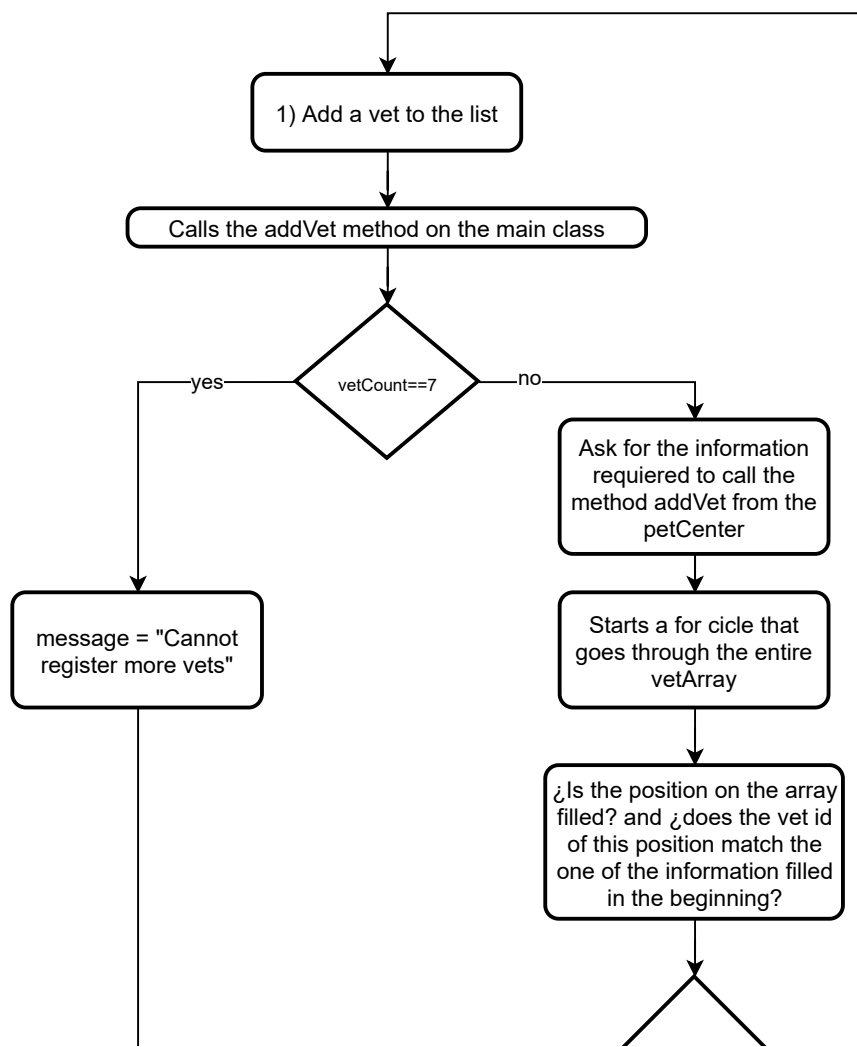 1) Add a vet to the list
Calls the addVet method on the main class
vetCount==7
yes
no
Ask for the information
requiered to call the
method addVet from the
petCenter
message = "Cannot
register more vets"
Starts a for cicle that
goes through the entire
vetArray
¿Is the position on the array
filled? and ¿does the vet id
of this position match the
one of the information filled
in the beginning?